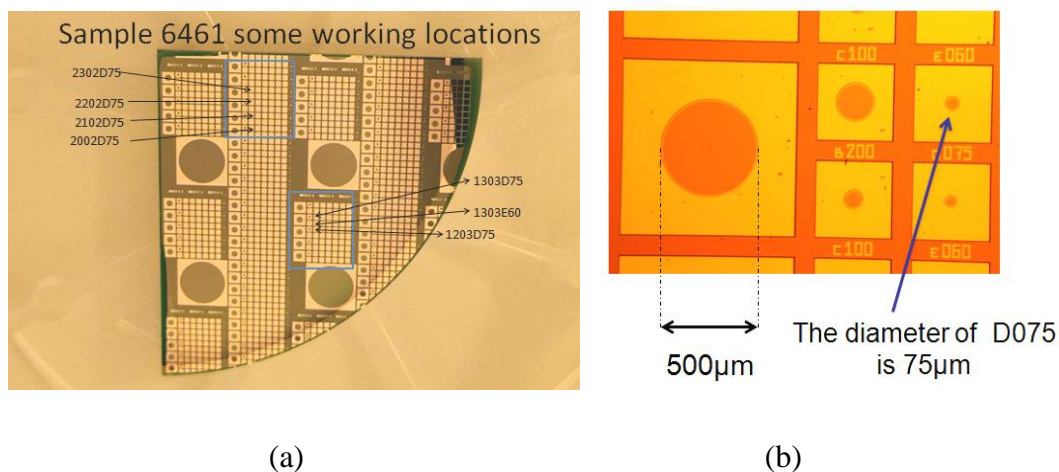 Sample 6461 some working locations
2302D75
2202D75
2102D75
2002D75
1303D75
1303E60
1203D75
C100
E060
B200
D075
C100
E060
500µm
The diameter of D075
is 75µm
(a)
(b)